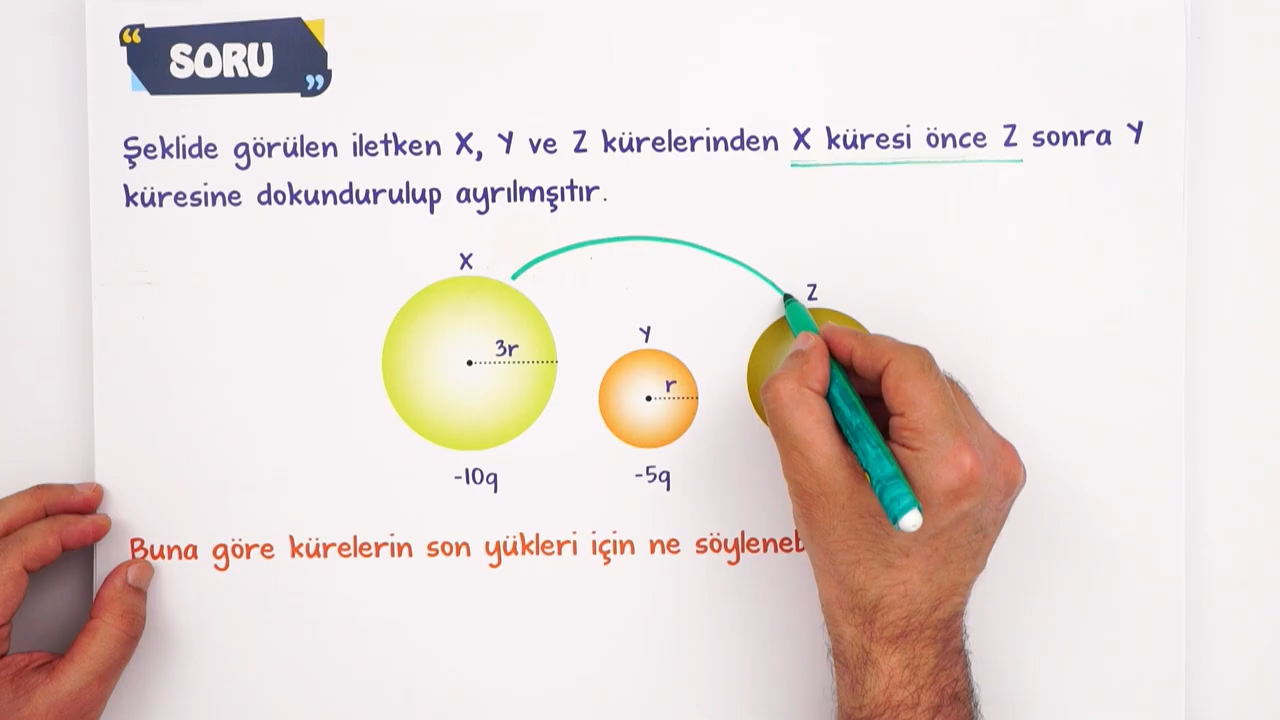 SORU
Şeklide görülen iletken X, Y ve Z kürelerinden X küresi önce Z sonra Y
küresine dokundurulup ayrılmşıtır.
X
Z
Y
3r
r
-10q
-5q
Buna göre kürelerin son yükleri için ne